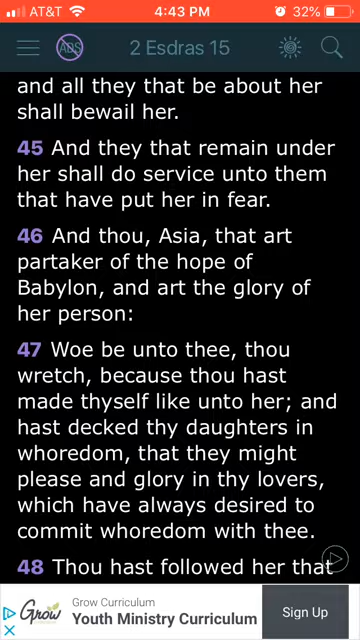 AT&T 4:43 PM 32%
ADS 2 Esdras 15
and all they that be about her
shall bewail her.
45 And they that remain under
her shall do service unto them
that have put her in fear.
46 And thou, Asia, that art
partaker of the hope of
Babylon, and art the glory of
her person:
47 Woe be unto thee, thou
wretch, because thou hast
made thyself like unto her; and
hast decked thy daughters in
whoredom, that they might
please and glory in thy lovers,
which have always desired to
commit whoredom with thee.
48 Thou hast followed her that
Grow
Grow Curriculum
Youth Ministry Curriculum
Sign Up